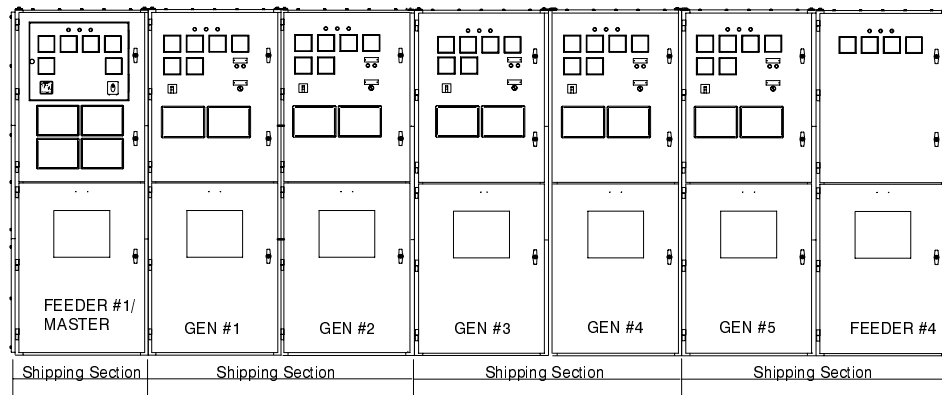 FEEDER #1/
MASTER
GEN #1
GEN #2
GEN #3
GEN #4
GEN #5
FEEDER #4
Shipping Section
Shipping Section
Shipping Section
Shipping Section